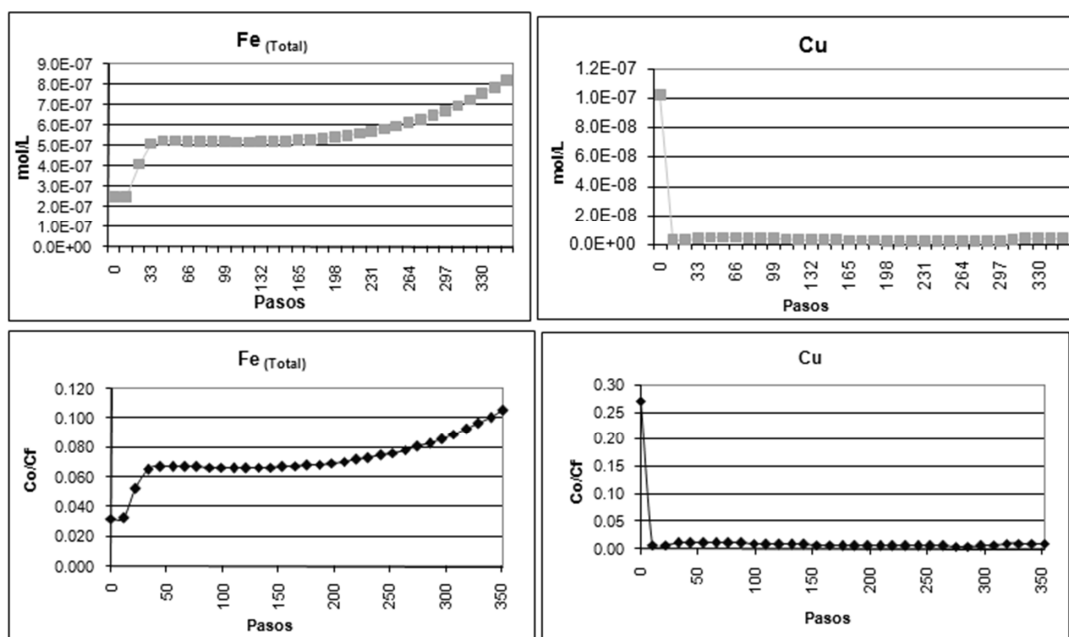 Fe (Total)
mol/L
9.0E-07
8.0E-07
7.0E-07
6.0E-07
5.0E-07
4.0E-07
3.0E-07
2.0E-07
1.0E-07
0.0E+00
0 33 66 99 132 165 198 231 264 297 330
Pasos
Cu
mol/L
1.2E-07
1.0E-07
8.0E-08
6.0E-08
4.0E-08
2.0E-08
0.0E+00
0 33 66 99 132 165 198 231 264 297 330
Pasos
Fe (Total)
Co/Cf
0.120
0.100
0.080
0.060
0.040
0.020
0.000
0 50 100 150 200 250 300 350
Pasos
Cu
Co/Cf
0.30
0.25
0.20
0.15
0.10
0.05
0.00
0 50 100 150 200 250 300 350
Pasos